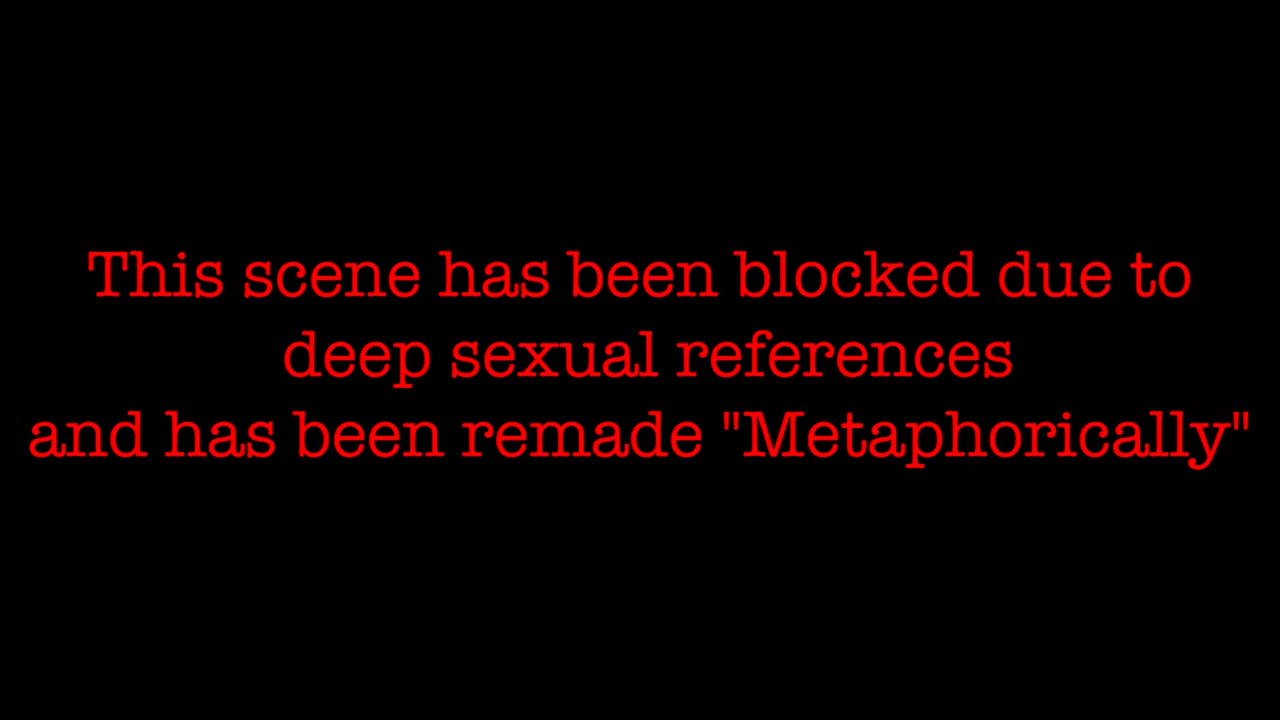 This scene has been blocked due to
deep sexual references
and has been remade "Metaphorically"